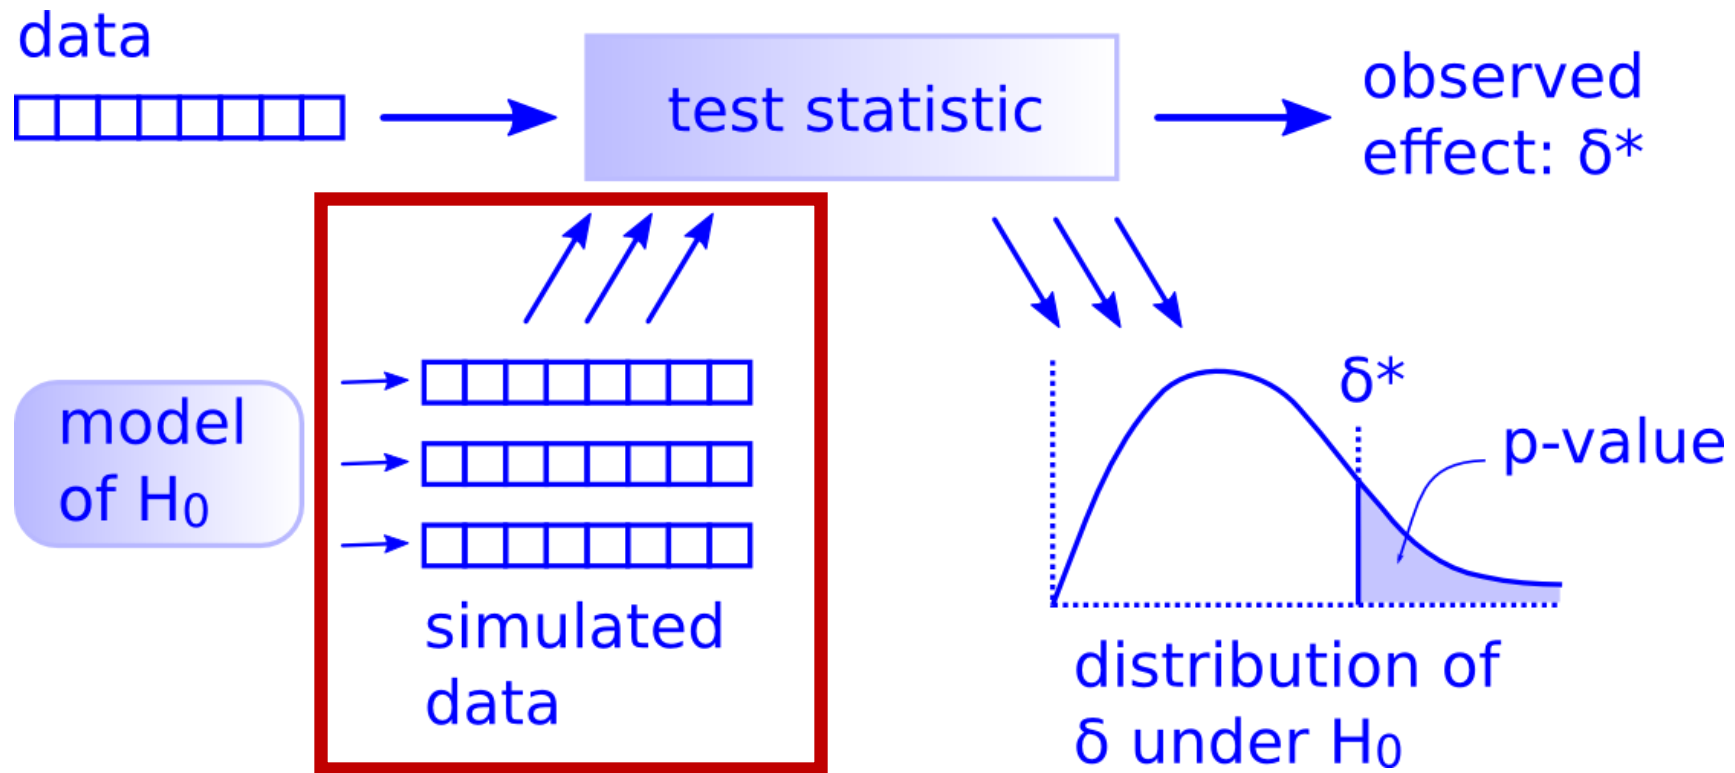 data
test statistic
observed
effect: δ*
model
of H₀
simulated
data
δ*
p-value
distribution of
δ under H₀